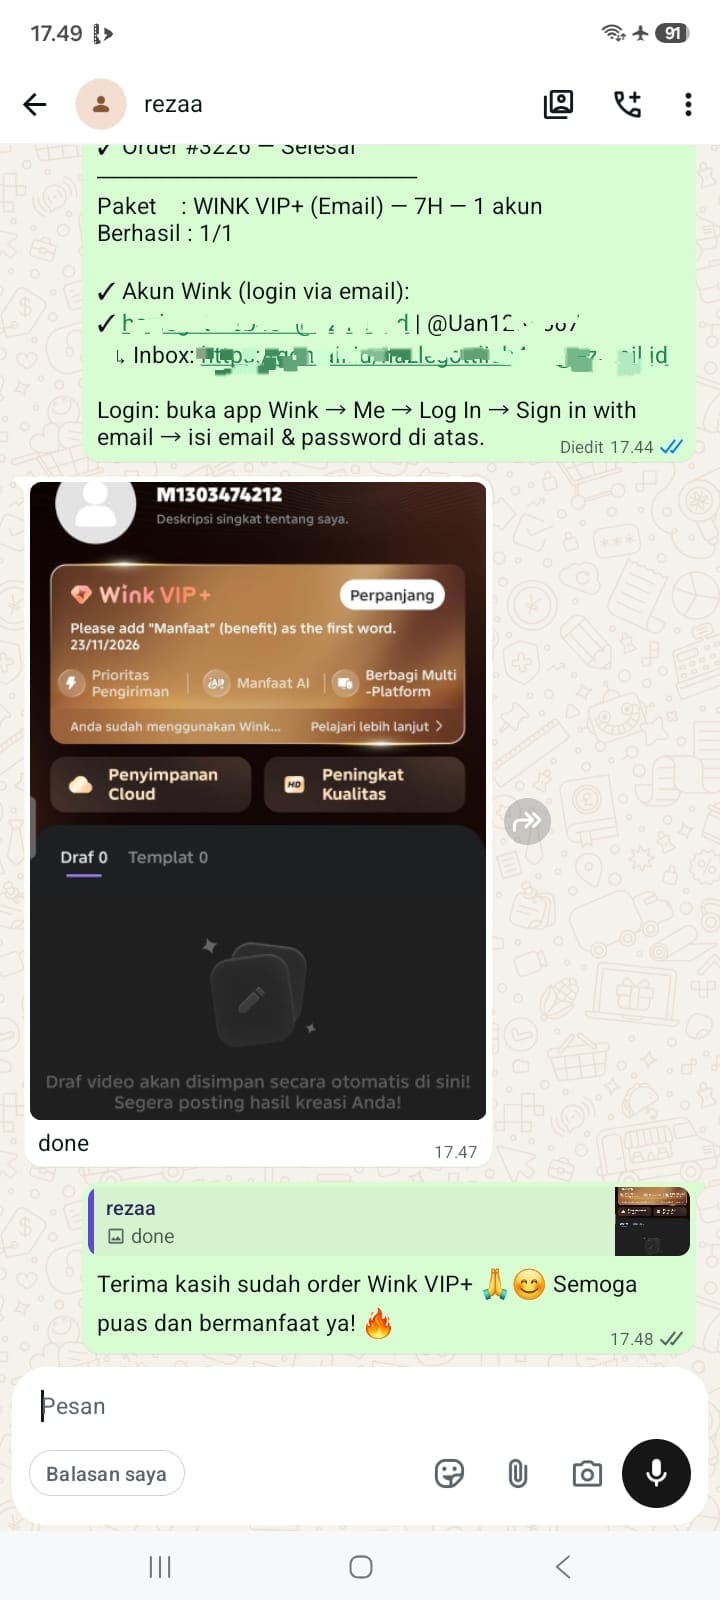 17.49
91
rezaa
✓ Order #3226 — Selesai
Paket : WINK VIP+ (Email) — 7H — 1 akun
Berhasil : 1/1
✓ Akun Wink (login via email):
✓ | @Uan12
↳ Inbox:
Login: buka app Wink → Me → Log In → Sign in with
email → isi email & password di atas.
Diedit 17.44
M1303474212
Deskripsi singkat tentang saya.
Wink VIP+
Perpanjang
Please add "Manfaat" (benefit) as the first word.
23/11/2026
Prioritas
Pengiriman
Manfaat AI
Berbagi Multi
-Platform
Anda sudah menggunakan Wink...
Pelajari lebih lanjut >
Penyimpanan
Cloud
HD
Peningkat
Kualitas
Draf 0 Templat 0
Draf video akan disimpan secara otomatis di sini!
Segera posting hasil kreasi Anda!
done
17.47
rezaa
done
Terima kasih sudah order Wink VIP+ 🙏😊 Semoga
puas dan bermanfaat ya! 🔥
17.48
Pesan
Balasan saya